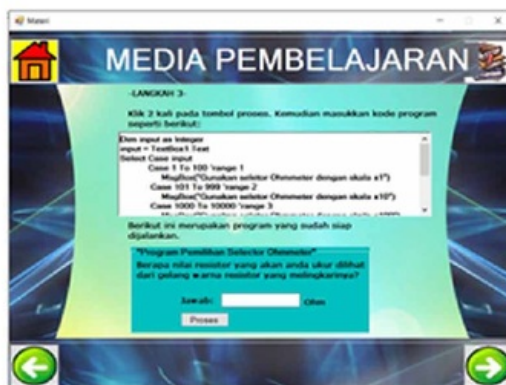 Materi
MEDIA PEMBELAJARAN
-LANGKAH 3-
Klik 2 kali pada tombol proses. Kemudian masukkan kode program
seperti berikut:
Dim input as Integer
input = TextBox1.Text
Select Case input
Case 1 To 100 'range 1
MsgBox("Gunakan seletor Ohmmeter dengan skala x1")
Case 101 To 999 'range 2
MsgBox("Gunakan seletor Ohmmeter dengan skala x10")
Case 1000 To 10000 'range 3
Berikut ini merupakan program yang sudah siap
dijalankan.
"Program Pemilihan Selector Ohmmeter"
Berapa nilai resistor yang akan anda ukur dilihat
dari gelang warna resistor yang melingkarinya?
Jawab:
Ohm
Proses